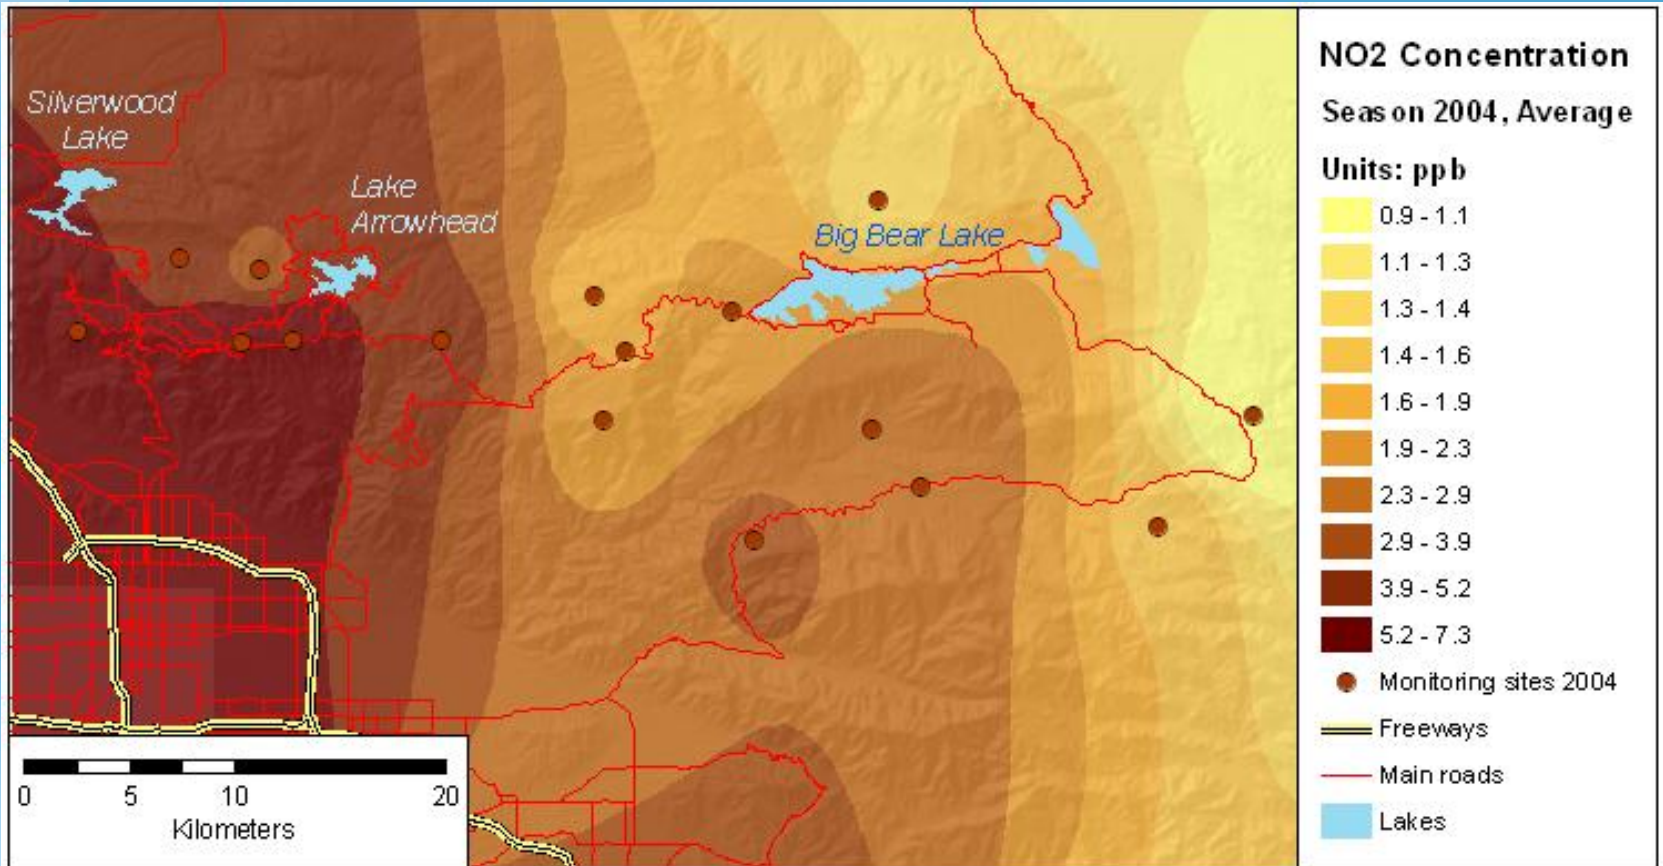 Silverwood
Lake
Lake
Arrowhead
Big Bear Lake
0 5 10 20
Kilometers
NO2 Concentration
Season 2004, Average
Units: ppb
0.9 - 1.1
1.1 - 1.3
1.3 - 1.4
1.4 - 1.6
1.6 - 1.9
1.9 - 2.3
2.3 - 2.9
2.9 - 3.9
3.9 - 5.2
5.2 - 7.3
Monitoring sites 2004
Freeways
Main roads
Lakes